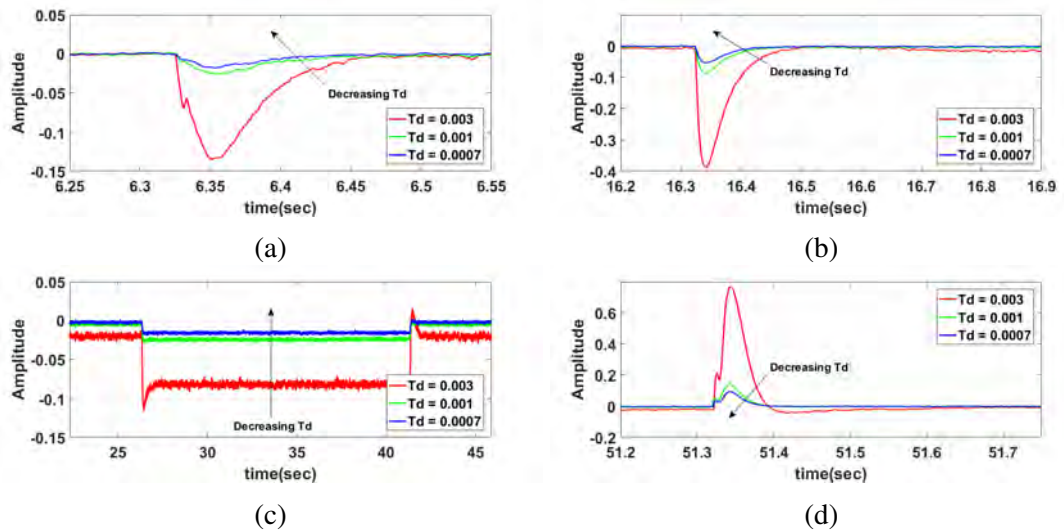 0.05
0
-0.05
-0.1
-0.15
Amplitude
6.25 6.3 6.35 6.4 6.45 6.5 6.55
time(sec)
Decreasing Td
Td = 0.003
Td = 0.001
Td = 0.0007
(a)
0
-0.1
-0.2
-0.3
-0.4
Amplitude
16.2 16.3 16.4 16.5 16.6 16.7 16.8 16.9
time(sec)
Decreasing Td
Td = 0.003
Td = 0.001
Td = 0.0007
(b)
0.05
0
-0.05
-0.1
-0.15
Amplitude
25 30 35 40 45
time(sec)
Decreasing Td
Td = 0.003
Td = 0.001
Td = 0.0007
(c)
0.6
0.4
0.2
0
-0.2
Amplitude
51.2 51.3 51.4 51.5 51.6 51.7
time(sec)
Decreasing Td
Td = 0.003
Td = 0.001
Td = 0.0007
(d)